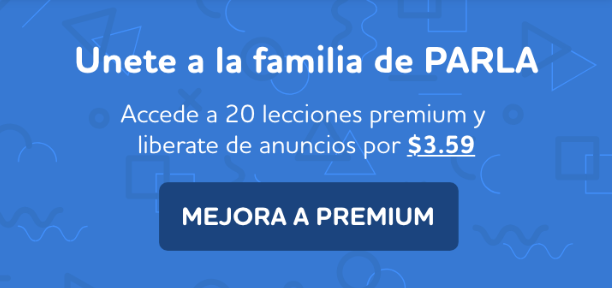 Unete a la familia de PARLA
Accede a 20 lecciones premium y
liberate de anuncios por $3.59
MEJORA A PREMIUM